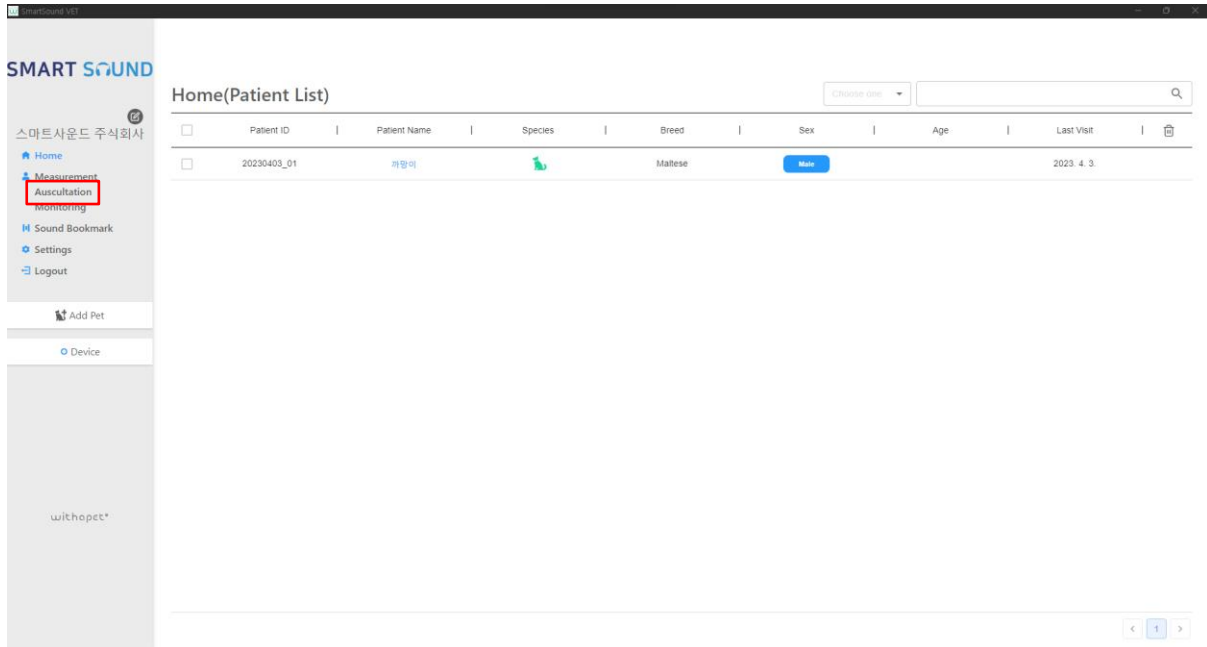 SmartSound VET
SMART SOUND
스마트사운드 주식회사
Home
Measurement
Auscultation
Monitoring
Sound Bookmark
Settings
Logout
Add Pet
Device
withapet+
Home(Patient List)
Choose one
Patient ID | Patient Name | Species | Breed | Sex | Age | Last Visit |
20230403_01 까망이 Maltese Male 2023. 4. 3.
< 1 >